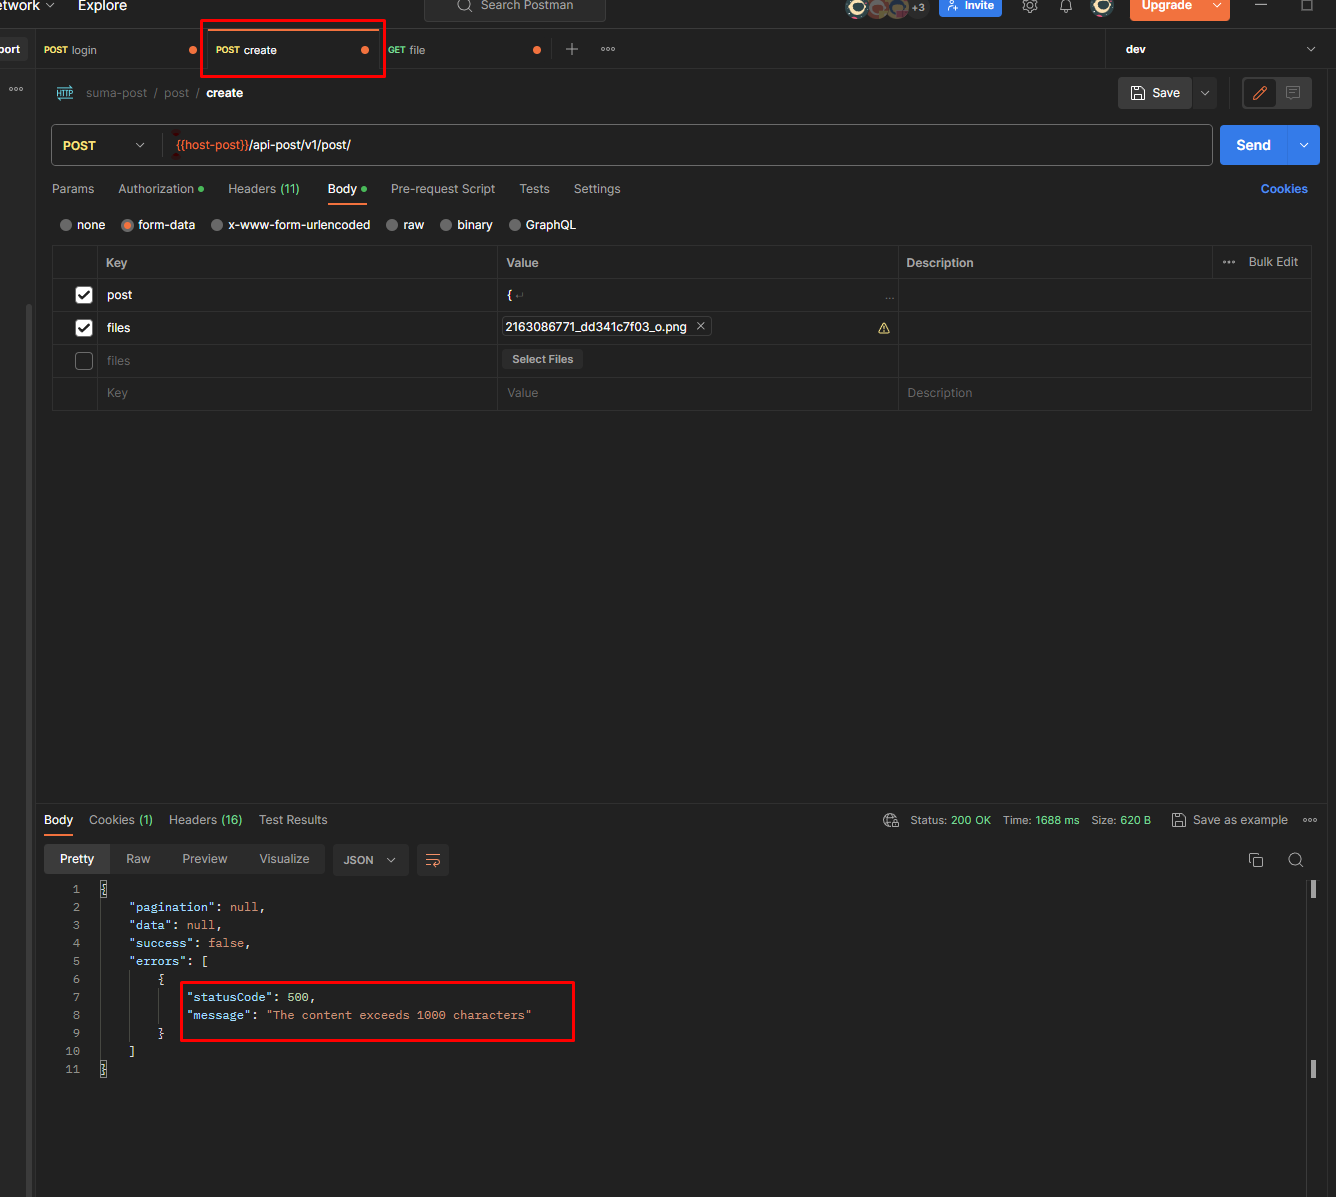 etwork Explore Search Postman +3 Invite Upgrade
port POST login POST create GET file dev
HTTP suma-post / post / create Save
POST {{host-post}}/api-post/v1/post/ Send
Params Authorization Headers (11) Body Pre-request Script Tests Settings Cookies
none form-data x-www-form-urlencoded raw binary GraphQL
Key Value Description Bulk Edit
post { ↵ ...
files 2163086771_dd341c7f03_o.png
files Select Files
Key Value Description
Body Cookies (1) Headers (16) Test Results Status: 200 OK Time: 1688 ms Size: 620 B Save as example
Pretty Raw Preview Visualize JSON
1 {
2 "pagination": null,
3 "data": null,
4 "success": false,
5 "errors": [
6 {
7 "statusCode": 500,
8 "message": "The content exceeds 1000 characters"
9 }
10 ]
11 }